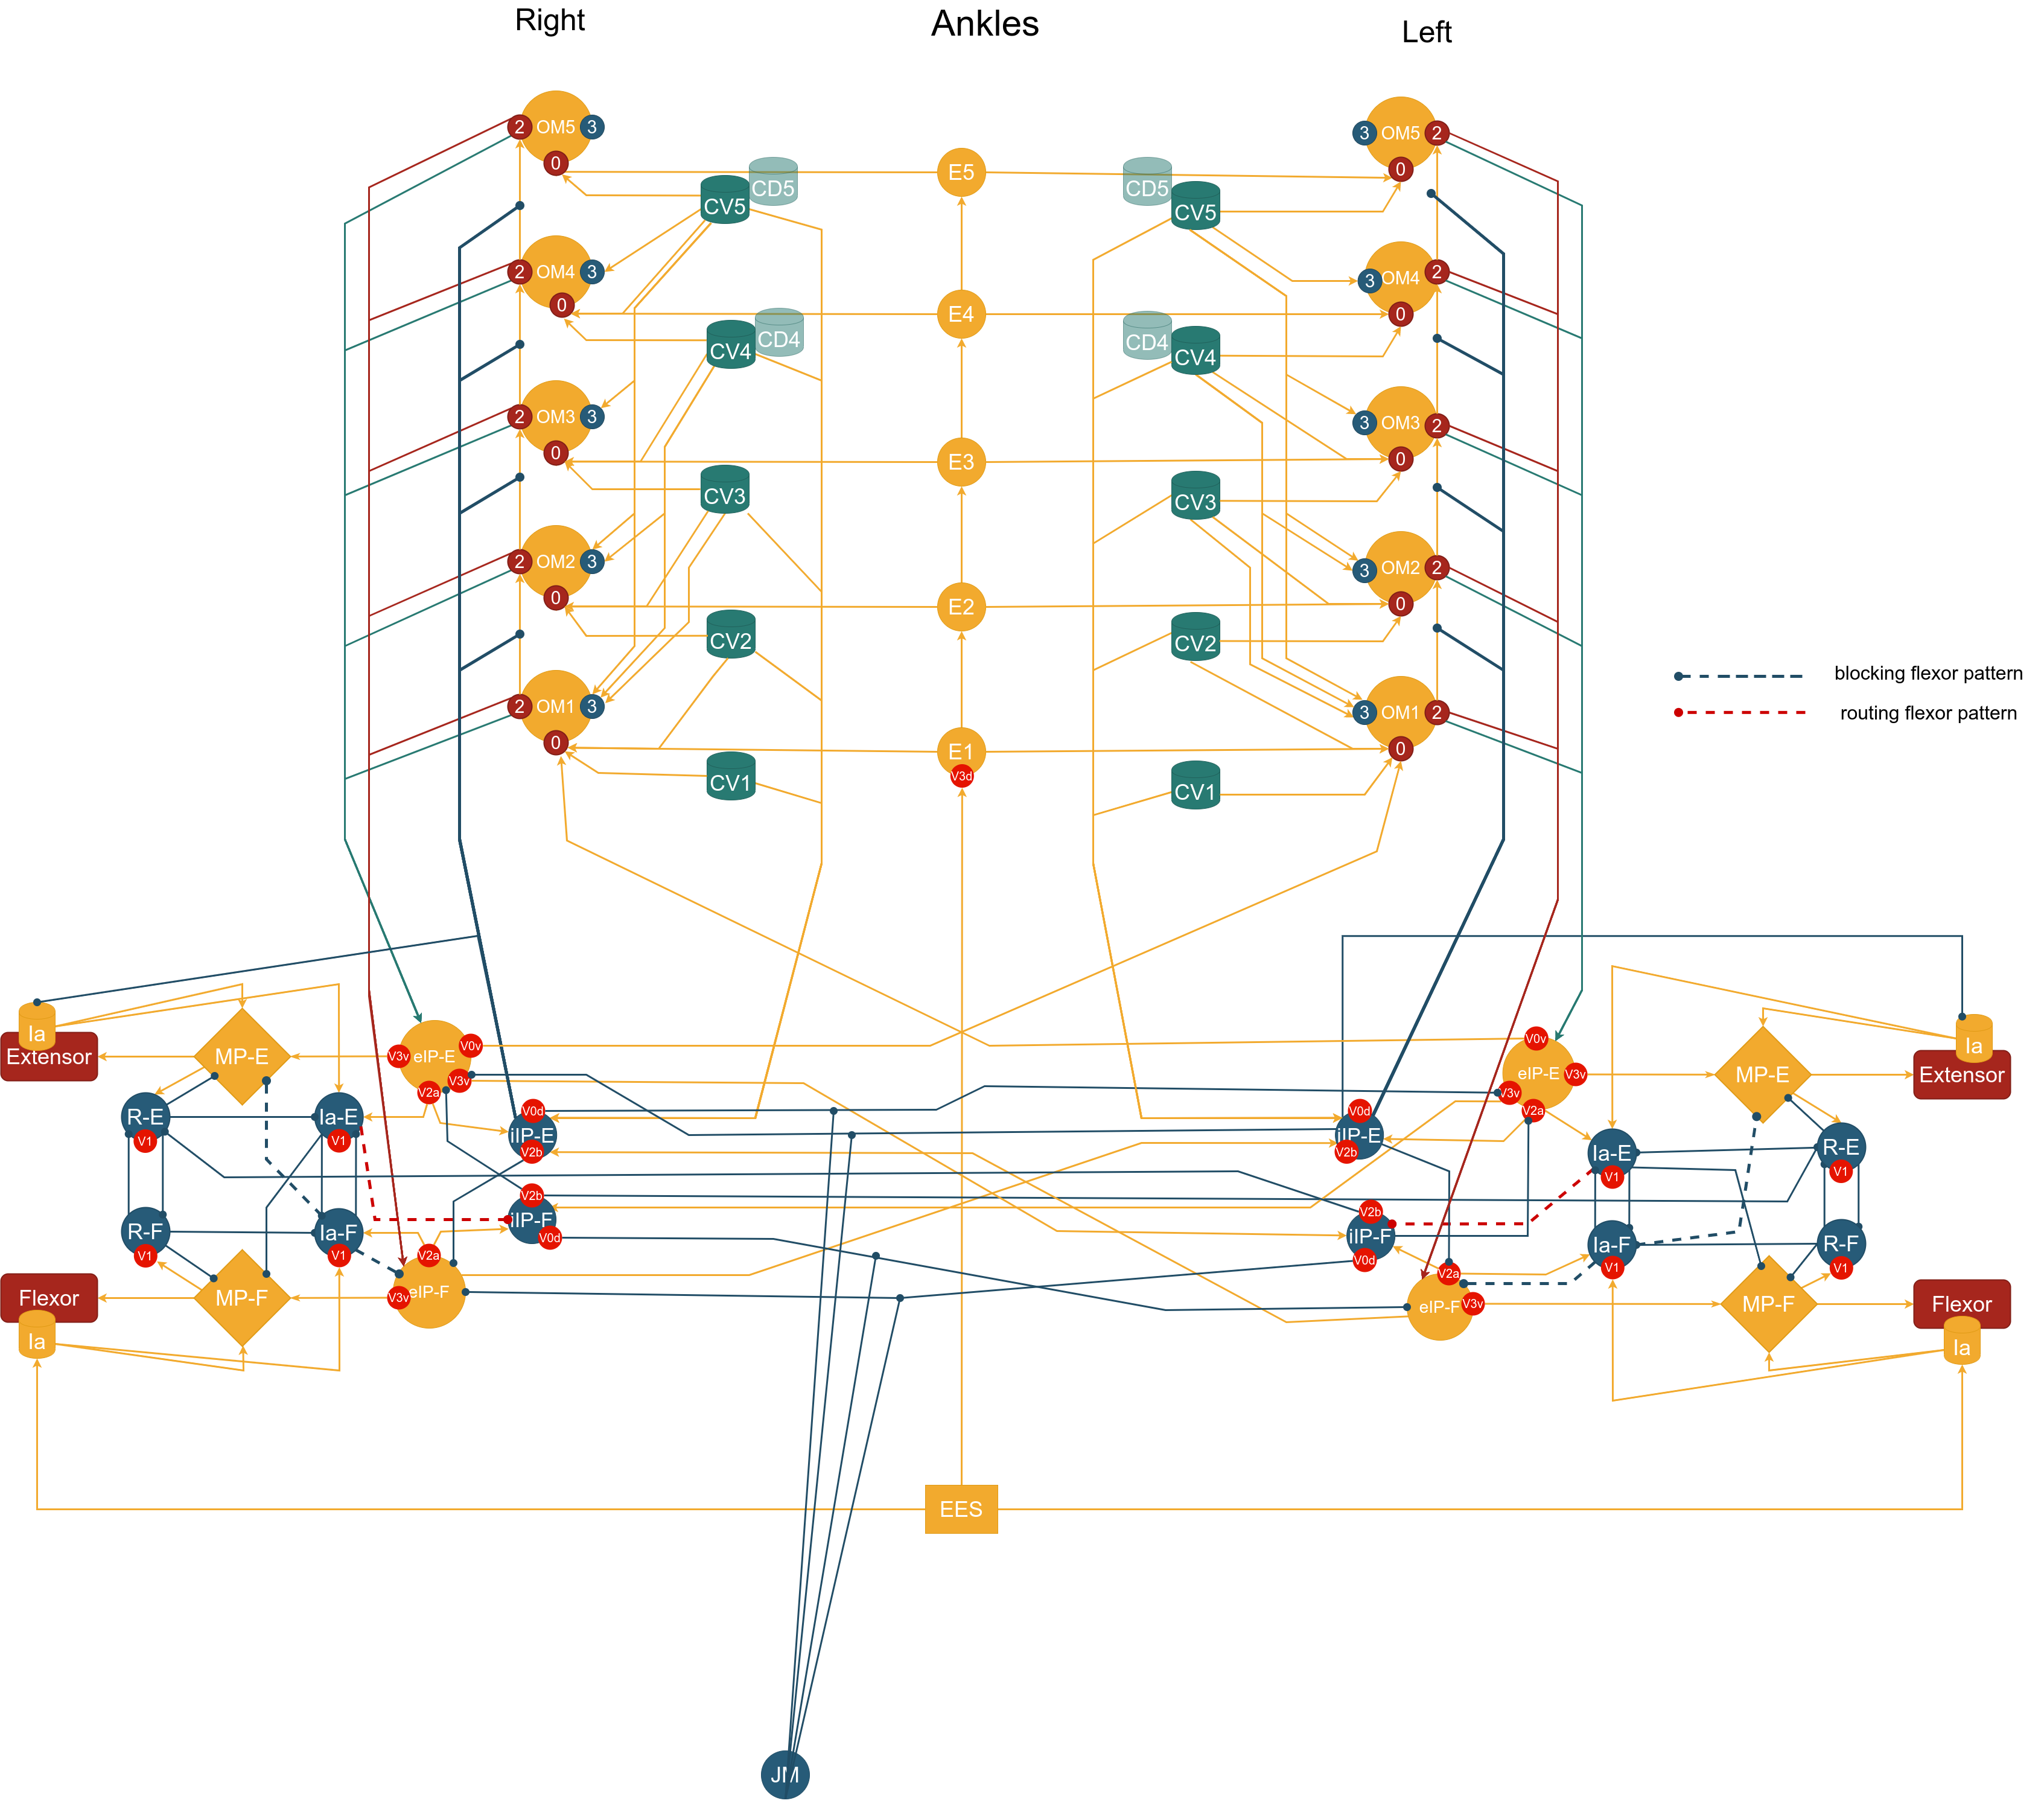 Right
Ankles
Left
2
OM5
3
0
3
OM5
2
0
E5
CD5
CV5
CD5
CV5
2
OM4
3
0
3
OM4
2
0
E4
CD4
CV4
CD4
CV4
2
OM3
3
0
3
OM3
2
0
E3
CV3
CV3
2
OM2
3
0
3
OM2
2
0
E2
CV2
CV2
blocking flexor pattern
routing flexor pattern
2
OM1
3
0
3
OM1
2
0
E1
V3d
CV1
CV1
Ia
Extensor
MP-E
V3v
eIP-E
V0v
V3v
V2a
V0v
eIP-E
V3v
V3v
V2a
MP-E
Ia
Extensor
R-E
V1
Ia-E
V1
V0d
iIP-E
V2b
V0d
iIP-E
V2b
Ia-E
V1
R-E
V1
R-F
V1
Ia-F
V1
V2b
iIP-F
V0d
V2b
iIP-F
V0d
Ia-F
V1
R-F
V1
Flexor
Ia
MP-F
V2a
V3v
eIP-F
V2a
eIP-F
V3v
MP-F
Flexor
Ia
EES
JM